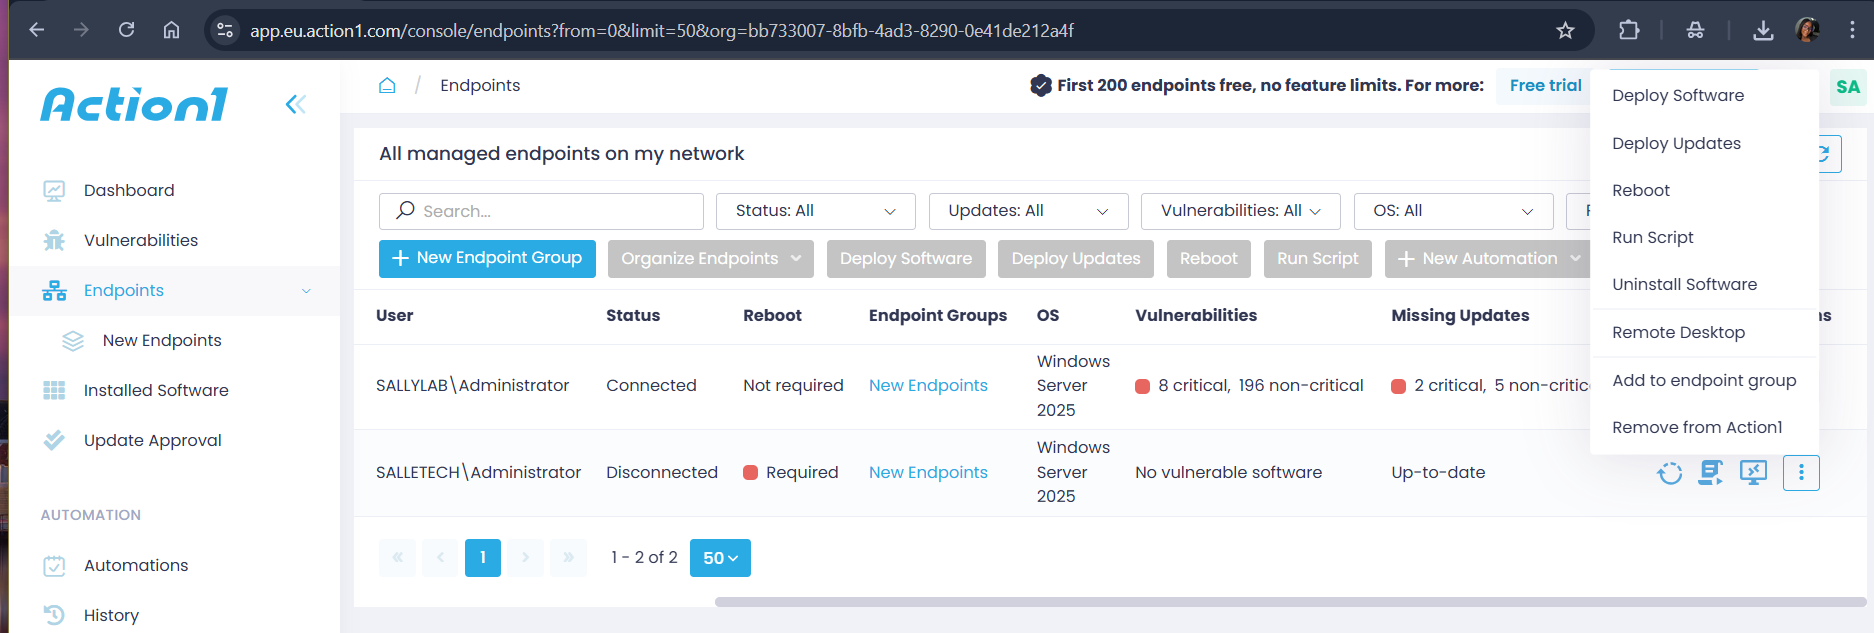 app.eu.action1.com/console/endpoints?from=0&limit=50&org=bb733007-8bfb-4ad3-8290-0e41de212a4f
Action1
Endpoints
First 200 endpoints free, no feature limits. For more:
Free trial
SA
Dashboard
Vulnerabilities
Endpoints
New Endpoints
Installed Software
Update Approval
AUTOMATION
Automations
History
All managed endpoints on my network
Search...
Status: All
Updates: All
Vulnerabilities: All
OS: All
New Endpoint Group
Organize Endpoints
Deploy Software
Deploy Updates
Reboot
Run Script
New Automation
User Status Reboot Endpoint Groups OS Vulnerabilities Missing Updates
SALLYLAB\Administrator Connected Not required New Endpoints Windows Server 2025 8 critical, 196 non-critical 2 critical, 5 non-critic
SALLETECH\Administrator Disconnected Required New Endpoints Windows Server 2025 No vulnerable software Up-to-date
« ‹ 1 › » 1 - 2 of 2 50
Deploy Software
Deploy Updates
Reboot
Run Script
Uninstall Software
Remote Desktop
Add to endpoint group
Remove from Action1